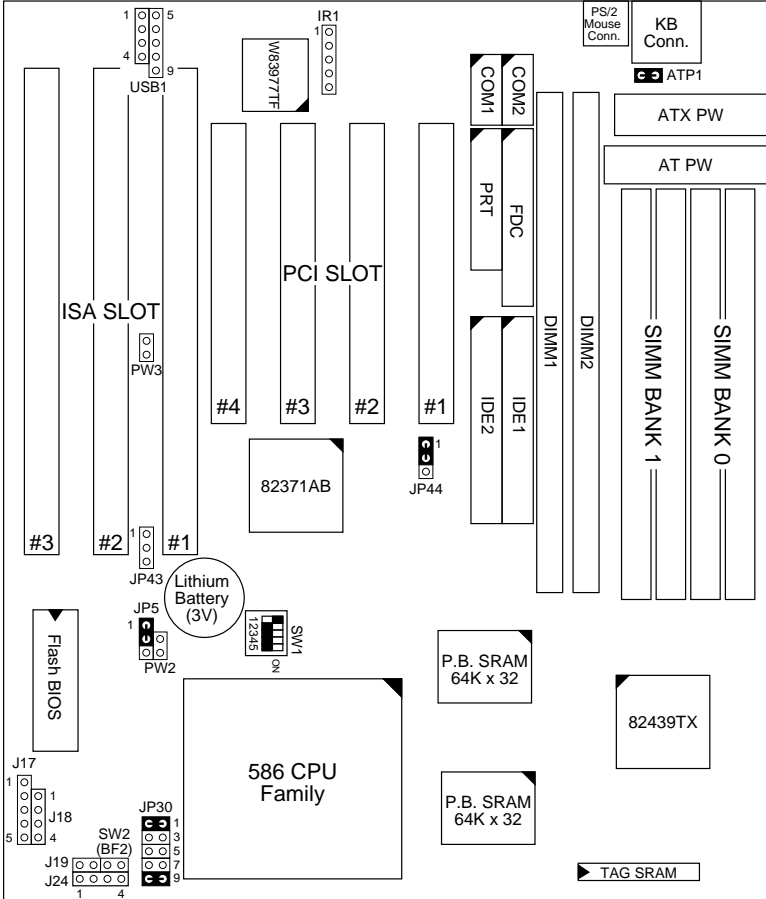 PS/2
Mouse
Conn.
KB
Conn.
1
5
4
9
USB1
IR1
1
W83977TF
COM1
COM2
ATP1
ATX PW
AT PW
PRT
FDC
PCI SLOT
ISA SLOT
PW3
DIMM1
DIMM2
SIMM BANK 1
SIMM BANK 0
IDE2
IDE1
#4
#3
#2
#1
1
JP44
82371AB
#3
#2
#1
1
JP43
Lithium
Battery
(3V)
JP5
1
PW2
12345
SW1
ON
Flash BIOS
P.B. SRAM
64K x 32
82439TX
586 CPU
Family
P.B. SRAM
64K x 32
J17
1
5
1
J18
4
JP30
1
3
5
7
9
SW2
(BF2)
J19
J24
1
4
TAG SRAM